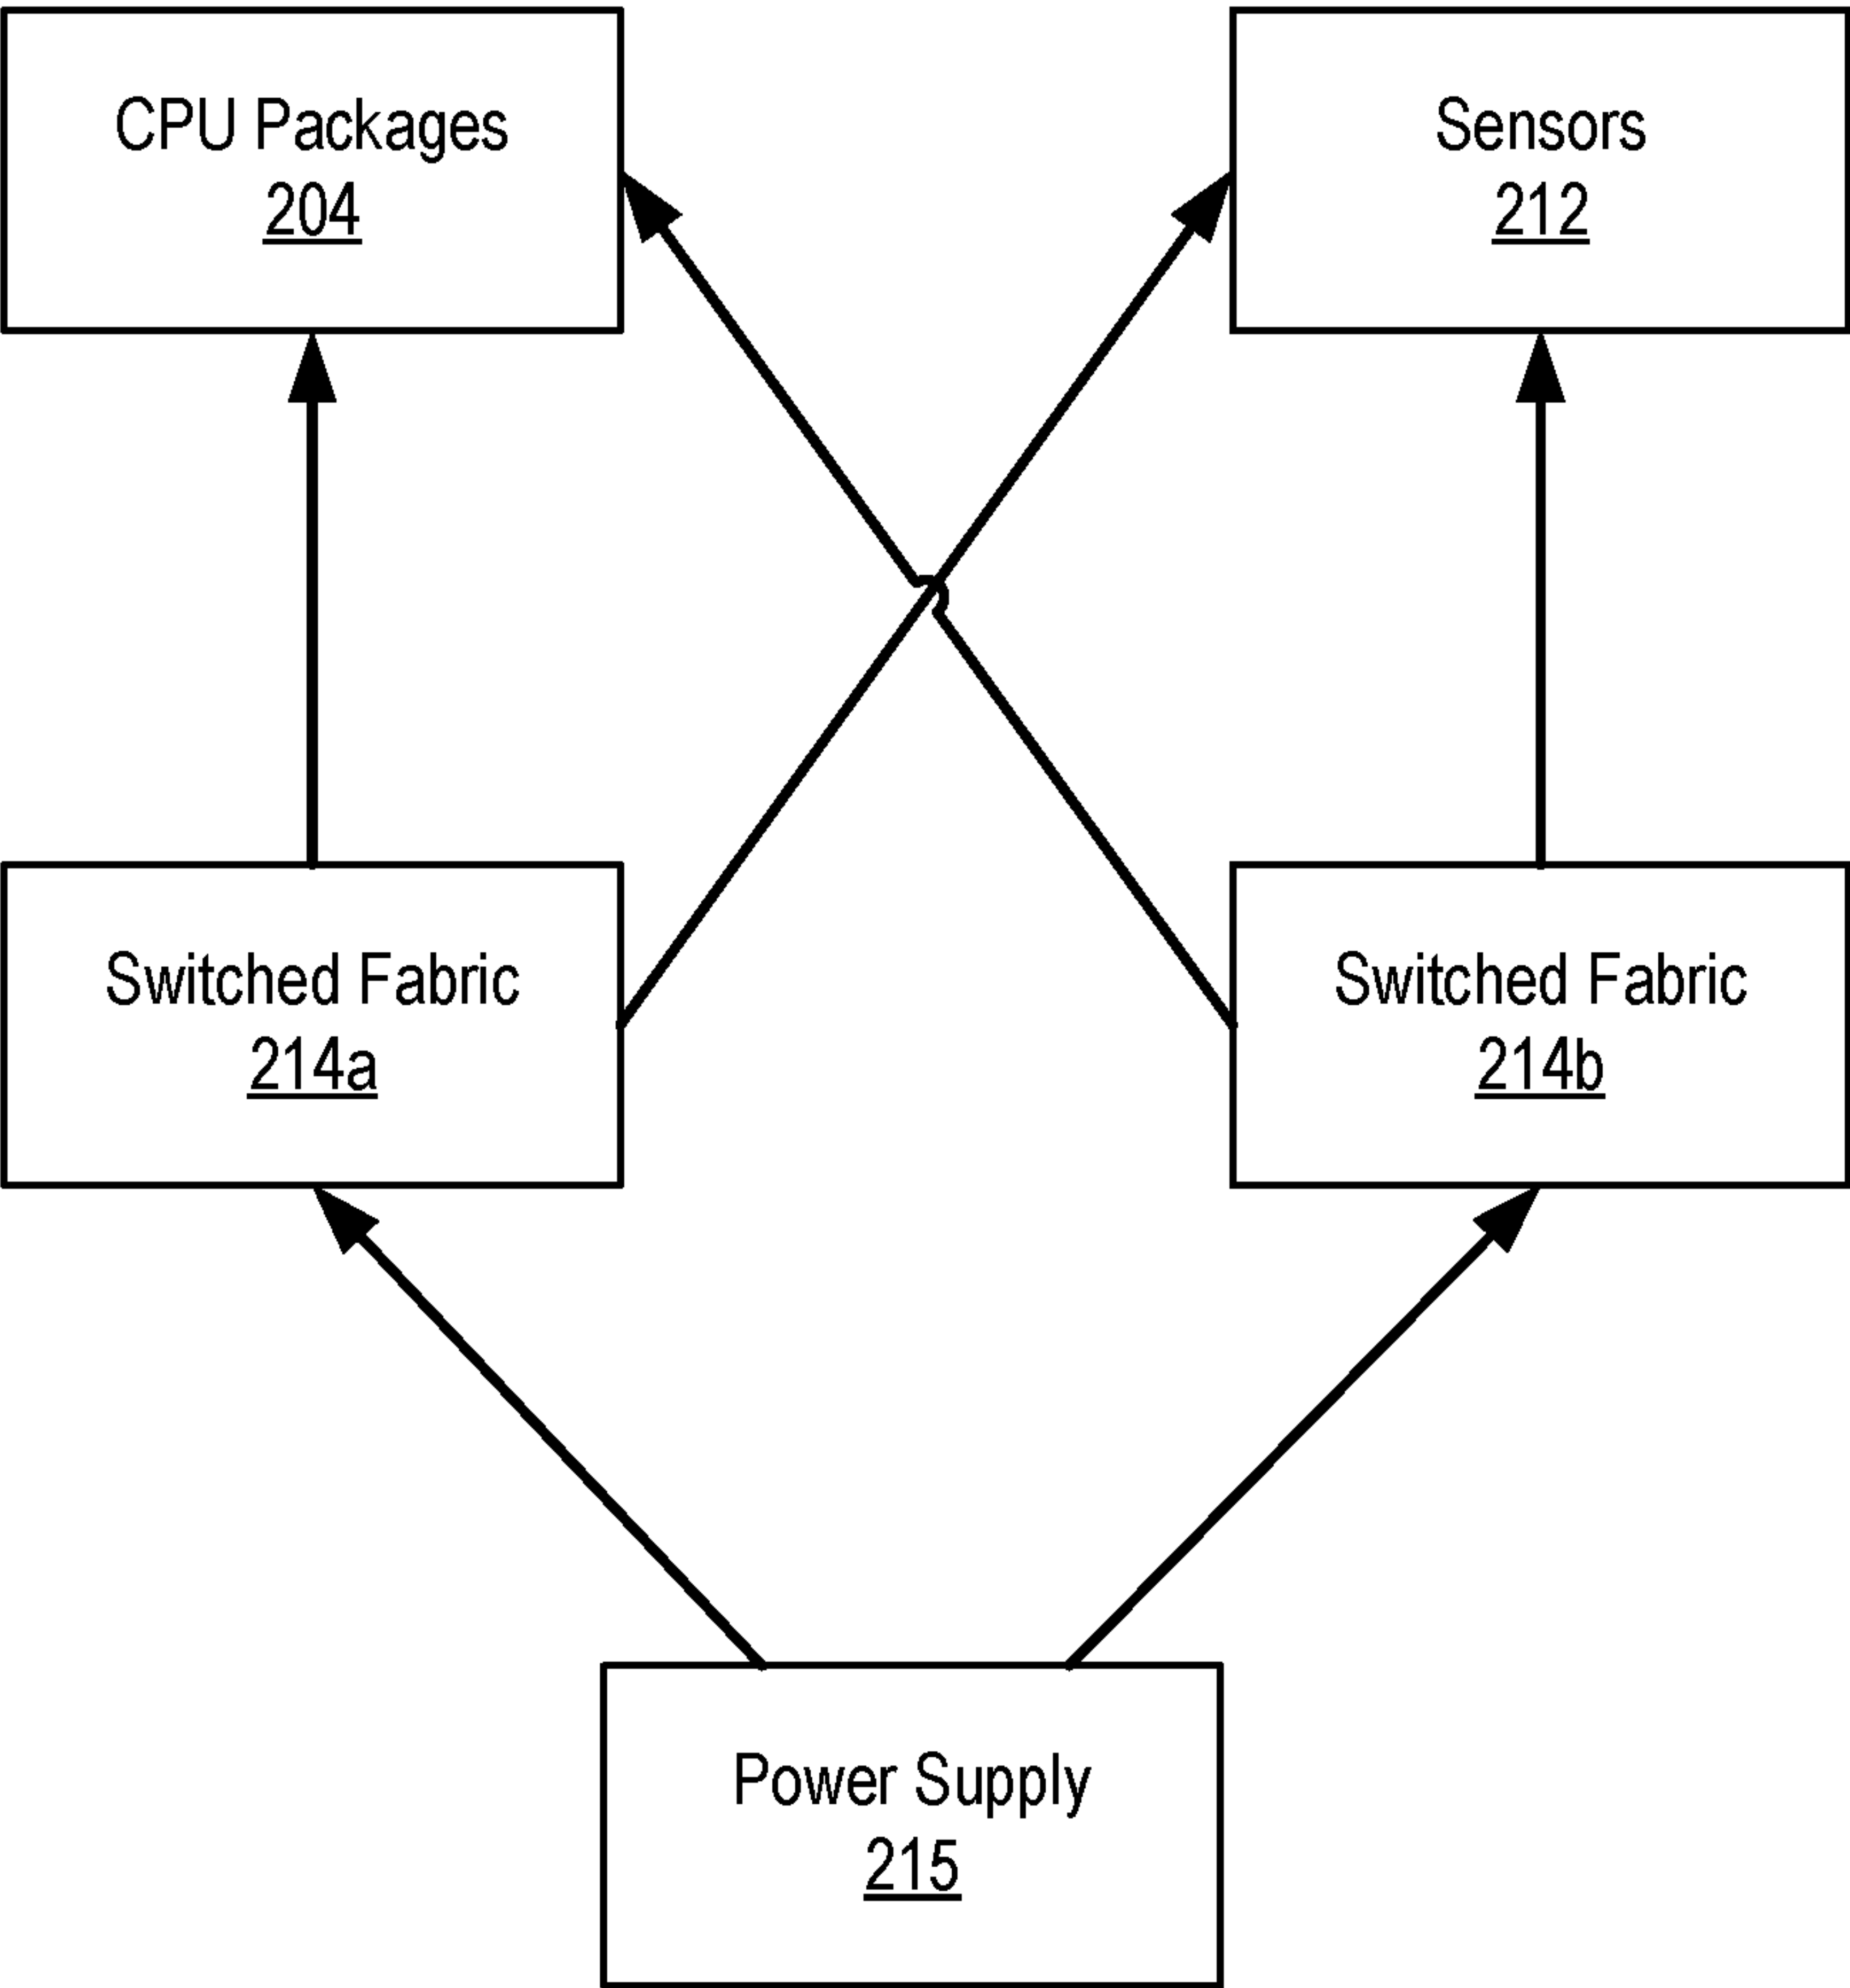 CPU Packages
204
Sensors
212
Switched Fabric
214a
Switched Fabric
214b
Power Supply
215